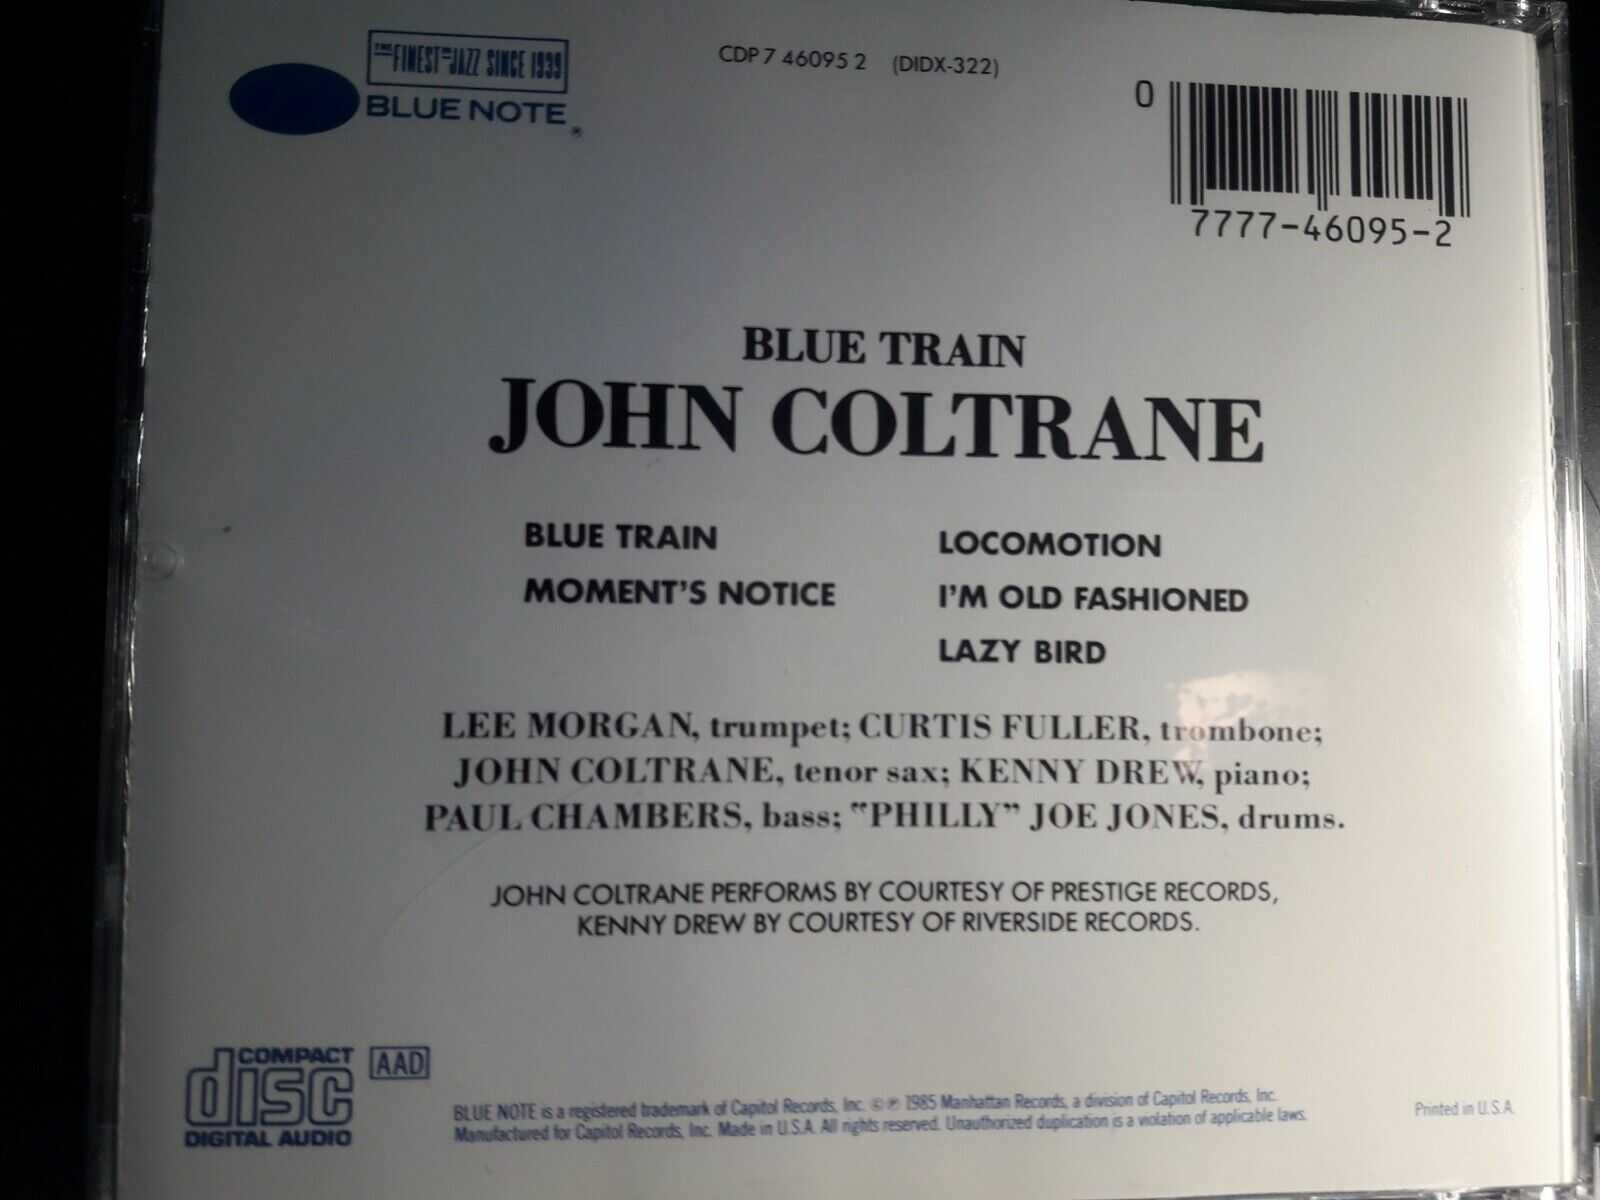 THE FINEST IN JAZZ SINCE 1939
BLUE NOTE®
CDP 7 46095 2 (DIDX-322)
0
7777-46095-2
BLUE TRAIN
JOHN COLTRANE
BLUE TRAIN
MOMENT'S NOTICE
LOCOMOTION
I'M OLD FASHIONED
LAZY BIRD
LEE MORGAN, trumpet; CURTIS FULLER, trombone;
JOHN COLTRANE, tenor sax; KENNY DREW, piano;
PAUL CHAMBERS, bass; "PHILLY" JOE JONES, drums.
JOHN COLTRANE PERFORMS BY COURTESY OF PRESTIGE RECORDS,
KENNY DREW BY COURTESY OF RIVERSIDE RECORDS.
COMPACT
disc
DIGITAL AUDIO
AAD
BLUE NOTE is a registered trademark of Capitol Records, Inc. © ℗ 1985 Manhattan Records, a division of Capitol Records, Inc.
Manufactured for Capitol Records, Inc. Made in U.S.A. All rights reserved. Unauthorized duplication is a violation of applicable laws.
Printed in U.S.A.